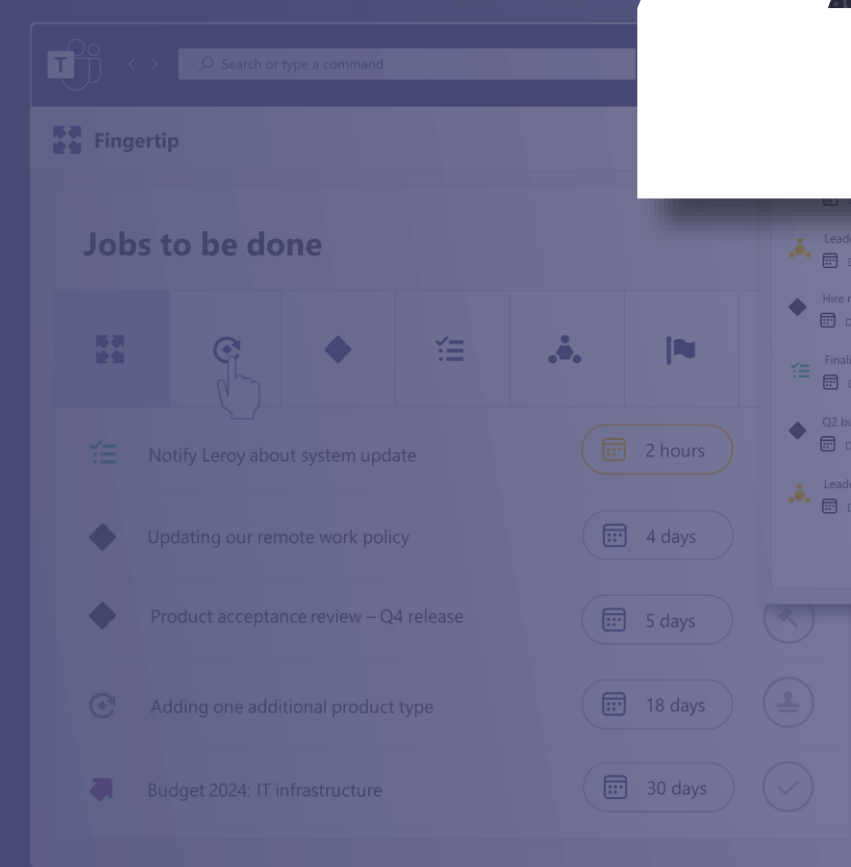 T
Search or type a command
Fingertip
Jobs to be done
Notify Leroy about system update
2 hours
Updating our remote work policy
4 days
Product acceptance review – Q4 release
5 days
Adding one additional product type
18 days
Budget 2024: IT infrastructure
30 days
Hire
Q2